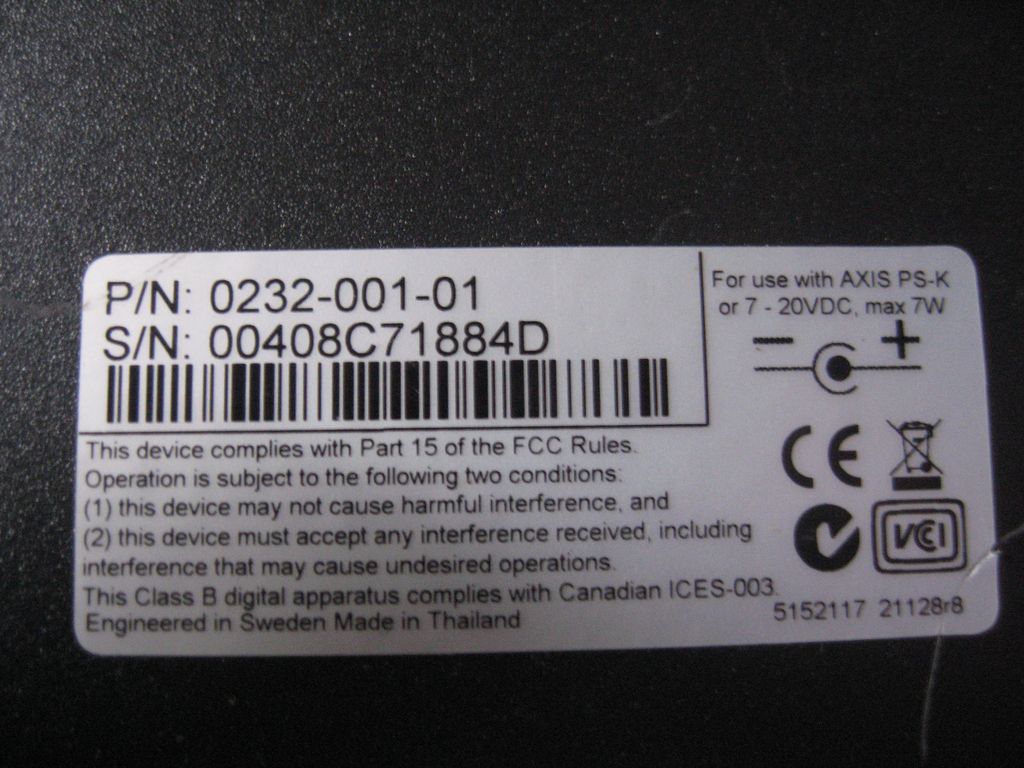 P/N: 0232-001-01
S/N: 00408C71884D
For use with AXIS PS-K
or 7 - 20VDC, max 7W
- +
This device complies with Part 15 of the FCC Rules.
Operation is subject to the following two conditions:
(1) this device may not cause harmful interference, and
(2) this device must accept any interference received, including
interference that may cause undesired operations.
This Class B digital apparatus complies with Canadian ICES-003.
Engineered in Sweden Made in Thailand
CE
VCI
5152117 21128r8